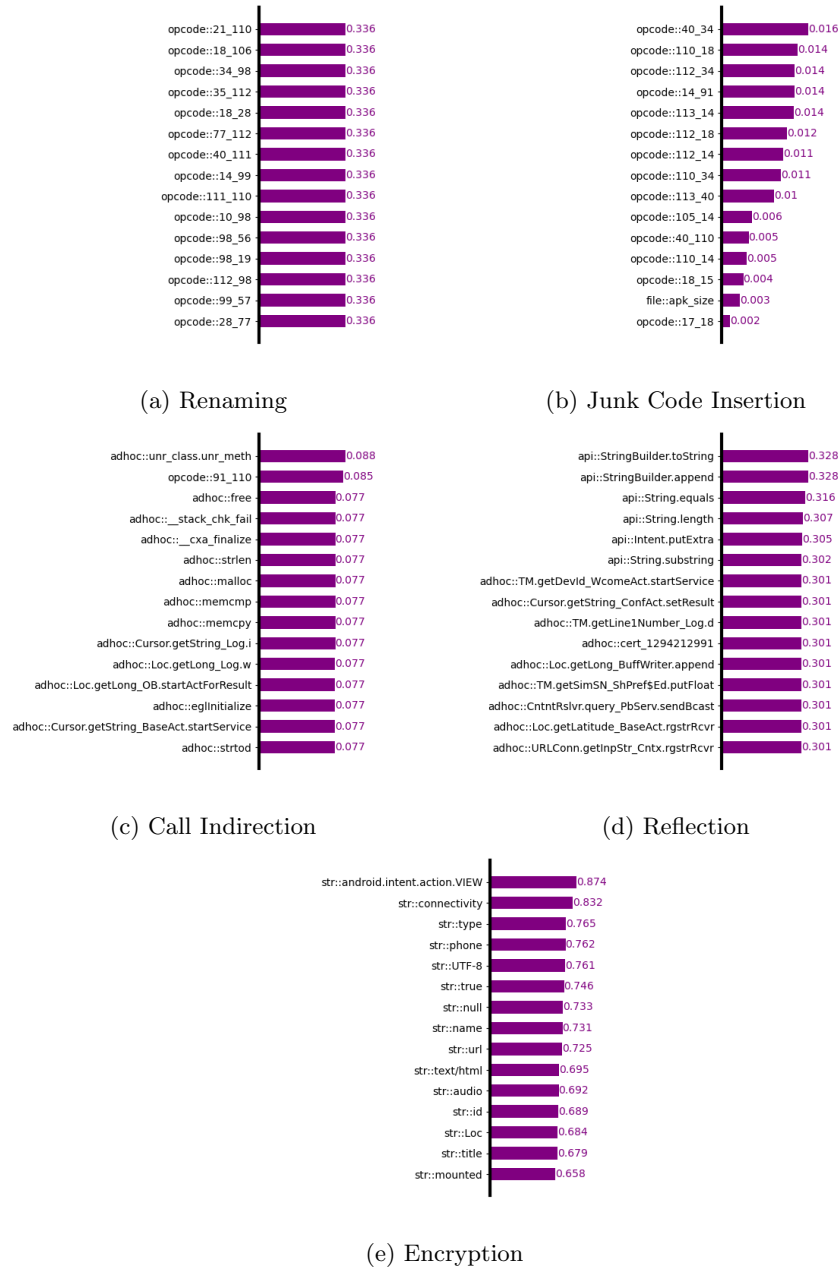 opcode::21_110 0.336
opcode::18_106 0.336
opcode::34_98 0.336
opcode::35_112 0.336
opcode::18_28 0.336
opcode::77_112 0.336
opcode::40_111 0.336
opcode::14_99 0.336
opcode::111_110 0.336
opcode::10_98 0.336
opcode::98_56 0.336
opcode::98_19 0.336
opcode::112_98 0.336
opcode::99_57 0.336
opcode::28_77 0.336
(a) Renaming
opcode::40_34 0.016
opcode::110_18 0.014
opcode::112_34 0.014
opcode::14_91 0.014
opcode::113_14 0.014
opcode::112_18 0.012
opcode::112_14 0.011
opcode::110_34 0.011
opcode::113_40 0.01
opcode::105_14 0.006
opcode::40_110 0.005
opcode::110_14 0.005
opcode::18_15 0.004
file::apk_size 0.003
opcode::17_18 0.002
(b) Junk Code Insertion
adhoc::unr_class.unr_meth 0.088
opcode::91_110 0.085
adhoc::free 0.077
adhoc::__stack_chk_fail 0.077
adhoc::__cxa_finalize 0.077
adhoc::strlen 0.077
adhoc::malloc 0.077
adhoc::memcmp 0.077
adhoc::memcpy 0.077
adhoc::Cursor.getString_Log.i 0.077
adhoc::Loc.getLong_Log.w 0.077
adhoc::Loc.getLong_OB.startActForResult 0.077
adhoc::eglInitialize 0.077
adhoc::Cursor.getString_BaseAct.startService 0.077
adhoc::strtod 0.077
(c) Call Indirection
api::StringBuilder.toString 0.328
api::StringBuilder.append 0.328
api::String.equals 0.316
api::String.length 0.307
api::Intent.putExtra 0.305
api::String.substring 0.302
adhoc::TM.getDevId_WcomeAct.startService 0.301
adhoc::Cursor.getString_ConfAct.setResult 0.301
adhoc::TM.getLine1Number_Log.d 0.301
adhoc::cert_1294212991 0.301
adhoc::Loc.getLong_BuffWriter.append 0.301
adhoc::TM.getSimSN_ShPref$Ed.putFloat 0.301
adhoc::CntntRslvr.query_PbServ.sendBcast 0.301
adhoc::Loc.getLatitude_BaseAct.rgstrRcvr 0.301
adhoc::URLConn.getInpStr_Cntx.rgstrRcvr 0.301
(d) Reflection
str::android.intent.action.VIEW 0.874
str::connectivity 0.832
str::type 0.765
str::phone 0.762
str::UTF-8 0.761
str::true 0.746
str::null 0.733
str::name 0.731
str::url 0.725
str::text/html 0.695
str::audio 0.692
str::id 0.689
str::Loc 0.684
str::title 0.679
str::mounted 0.658
(e) Encryption